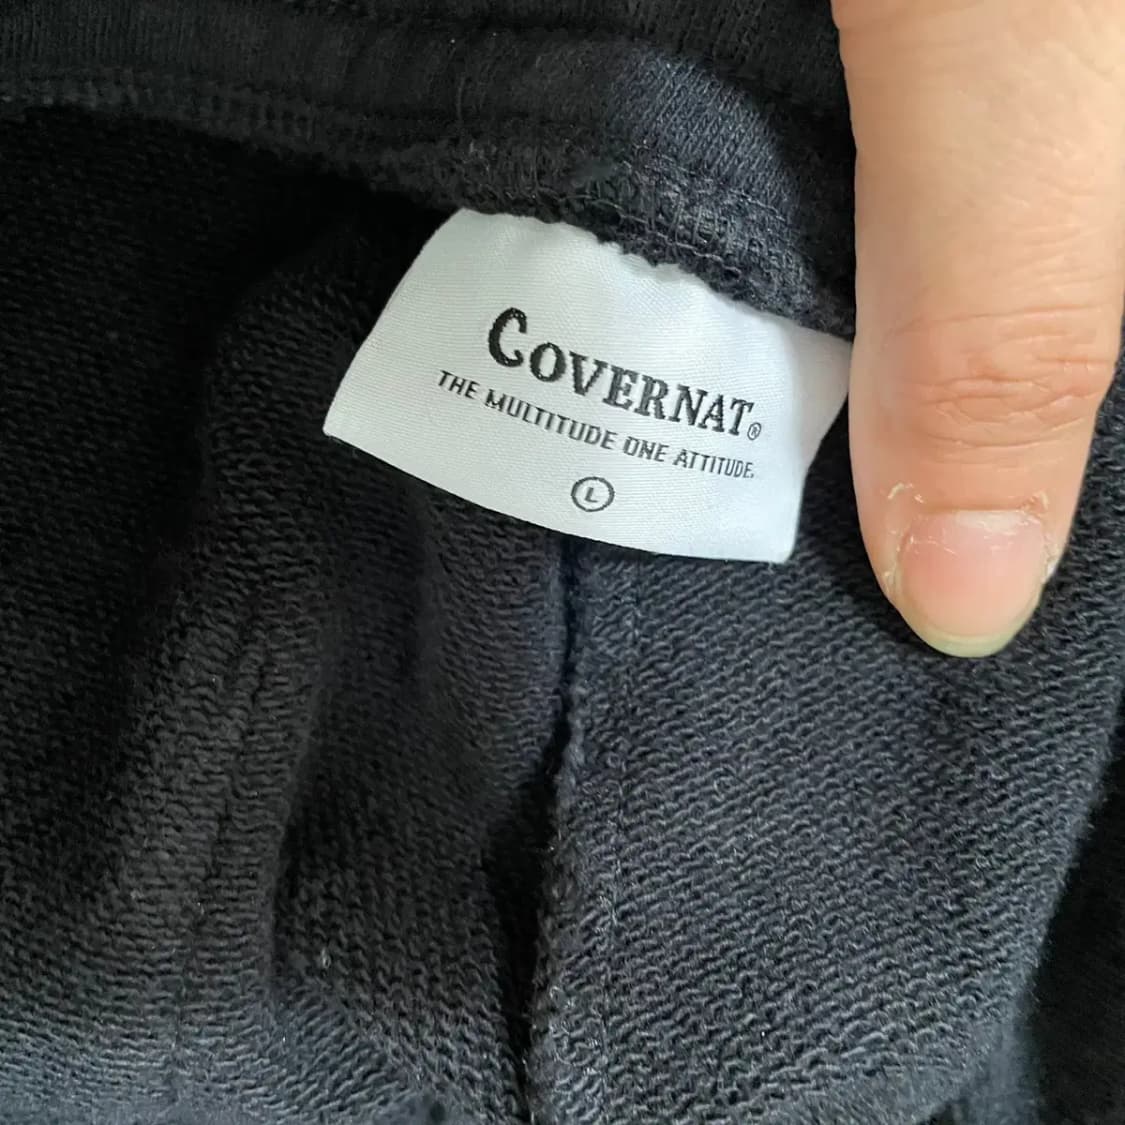 COVERNAT®
THE MULTITUDE ONE ATTITUDE.
L